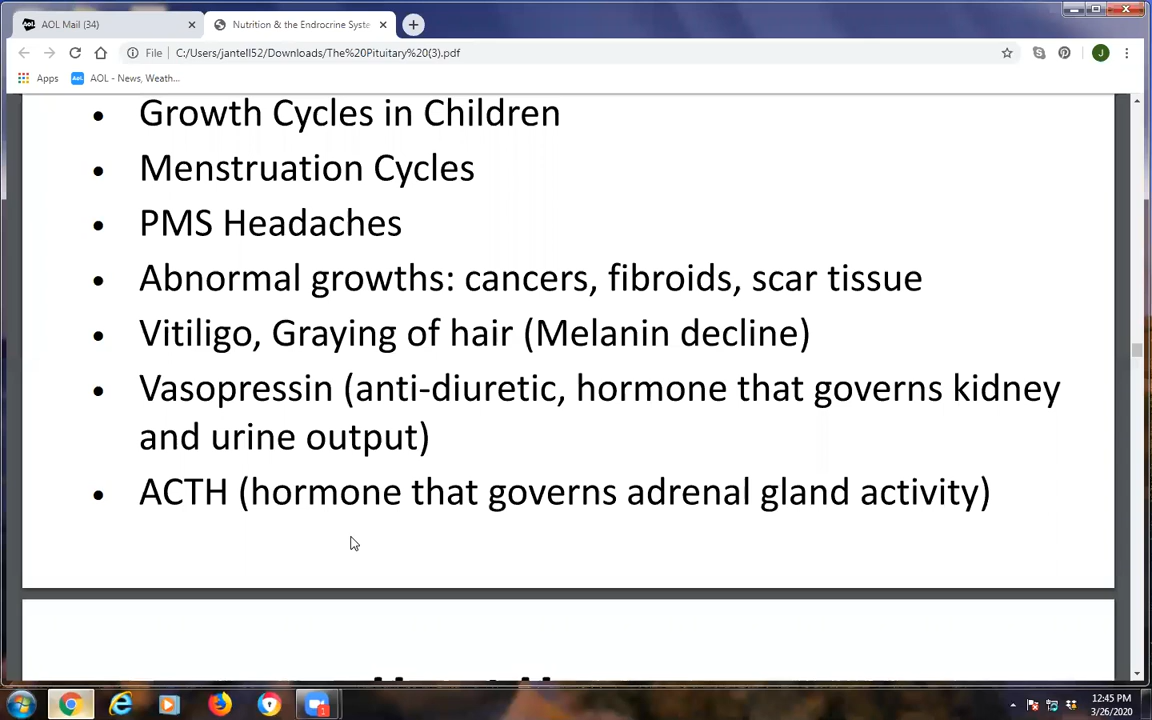 AOL Mail (34)
Nutrition & the Endocrine Syste
File
C:/Users/jantell52/Downloads/The%20Pituitary%20(3).pdf
J
Apps
Aol.
AOL - News, Weath...
• Growth Cycles in Children
• Menstruation Cycles
• PMS Headaches
• Abnormal growths: cancers, fibroids, scar tissue
• Vitiligo, Graying of hair (Melanin decline)
• Vasopressin (anti-diuretic, hormone that governs kidney
and urine output)
• ACTH (hormone that governs adrenal gland activity)
12:45 PM
3/26/2020